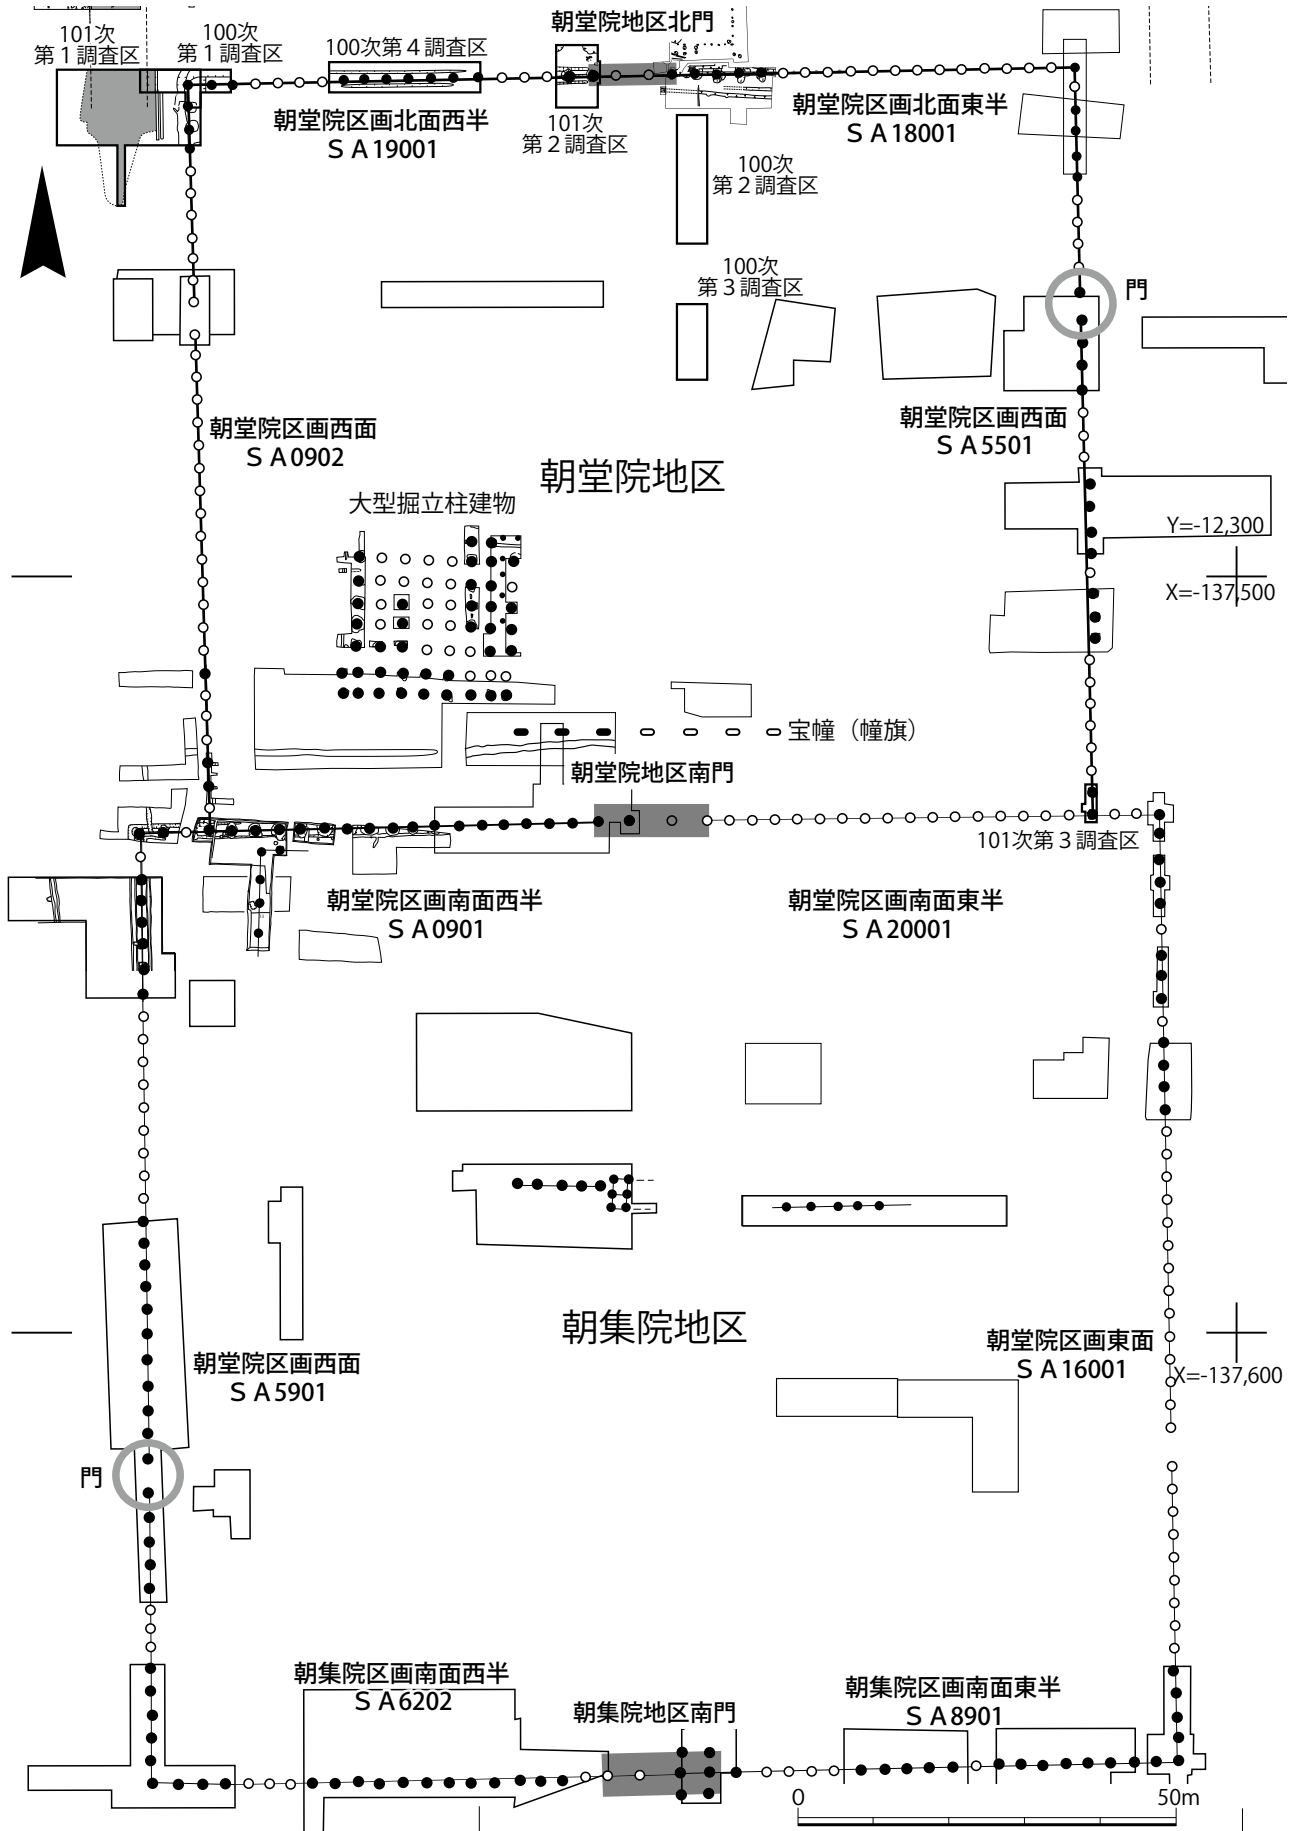 101次
第１調査区
100次
第１調査区
100次第４調査区
朝堂院地区北門
朝堂院区画北面西半
ＳＡ19001
101次
第２調査区
朝堂院区画北面東半
ＳＡ18001
100次
第２調査区
100次
第３調査区
門
朝堂院区画西面
ＳＡ0902
朝堂院区画西面
ＳＡ5501
朝堂院地区
大型掘立柱建物
Y=-12,300
X=-137,500
宝幢（幢旗）
朝堂院地区南門
101次第３調査区
朝堂院区画南面西半
ＳＡ0901
朝堂院区画南面東半
ＳＡ20001
朝集院地区
朝堂院区画西面
ＳＡ5901
朝堂院区画東面
ＳＡ16001
X=-137,600
門
朝集院区画南面西半
ＳＡ6202
朝集院地区南門
朝集院区画南面東半
ＳＡ8901
0
50m